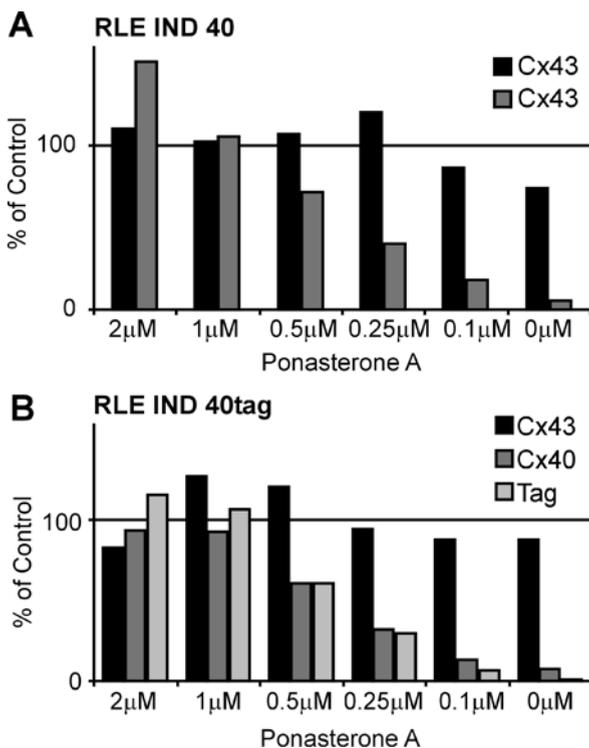 A RLE IND 40
Cx43
Cx43
% of Control
100
0
2μM 1μM 0.5μM 0.25μM 0.1μM 0μM
Ponasterone A
B RLE IND 40tag
Cx43
Cx40
Tag
% of Control
100
0
2μM 1μM 0.5μM 0.25μM 0.1μM 0μM
Ponasterone A